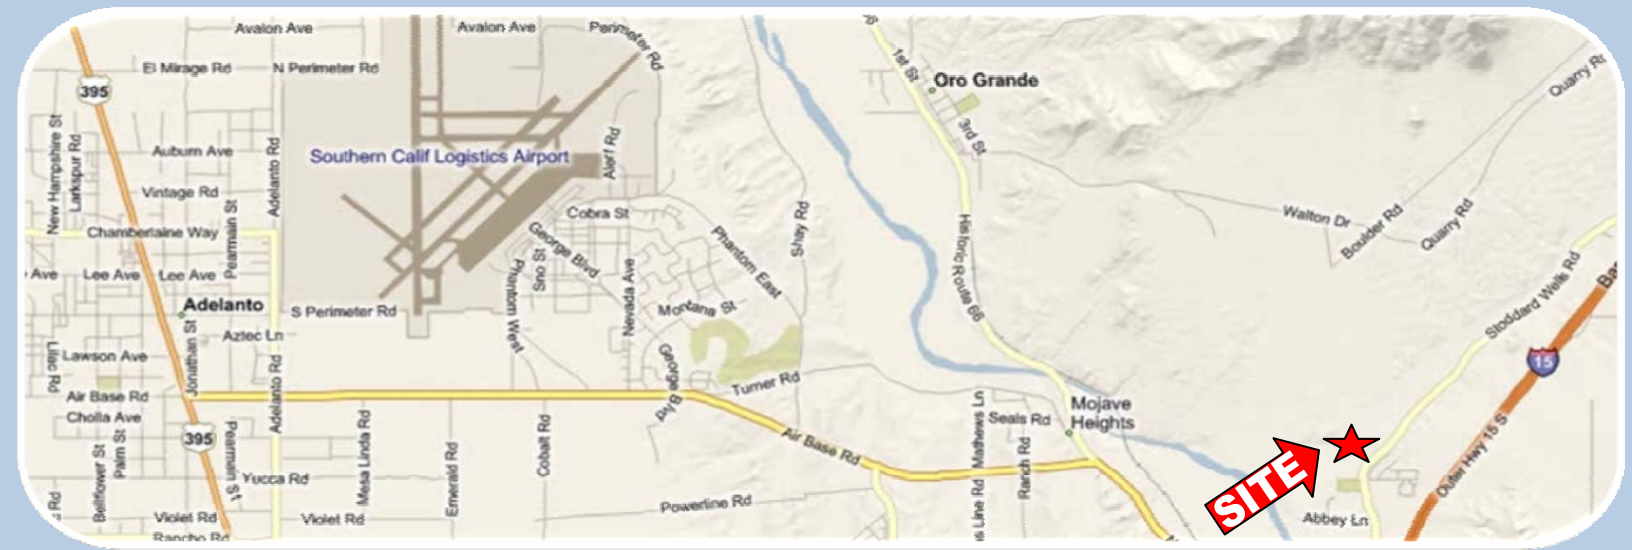 Avalon Ave
Avalon Ave
Perimeter Rd
1st St
El Mirage Rd
N Perimeter Rd
395
Oro Grande
Quarry Rd
New Hampshire St
Larkspur Rd
Auburn Ave
Adelanto Rd
Southern Calif Logistics Airport
Alert Rd
3rd St
Vintage Rd
Pearmain St
Cobra St
Shay Rd
Walton Dr
Boulder Rd
Quarry Rd
Chamberlaine Way
George Blvd
Phantom East
Historic Route 66
Ave
Lee Ave
Lee Ave
Sno St
Phantom West
Nevada Ave
Stoddard Wells Rd
Adelanto
S Perimeter Rd
Montana St
Jonathan St
Aztec Ln
Lilac Rd
Lawson Ave
15
Air Base Rd
Adelanto Rd
George Blvd
Turner Rd
Mojave
Heights
Cholla Ave
Seals Rd
Mathews Ln
395
Palm St
Bellflower St
Pearmain St
Mesa Linda Rd
Emerald Rd
Cobalt Rd
Air Base Rd
Ranch Rd
SITE
Outer Hwy 15 S
Yucca Rd
Powerline Rd
Line Rd
Rd
Violet Rd
Violet Rd
Abbey Ln
Rancho Rd